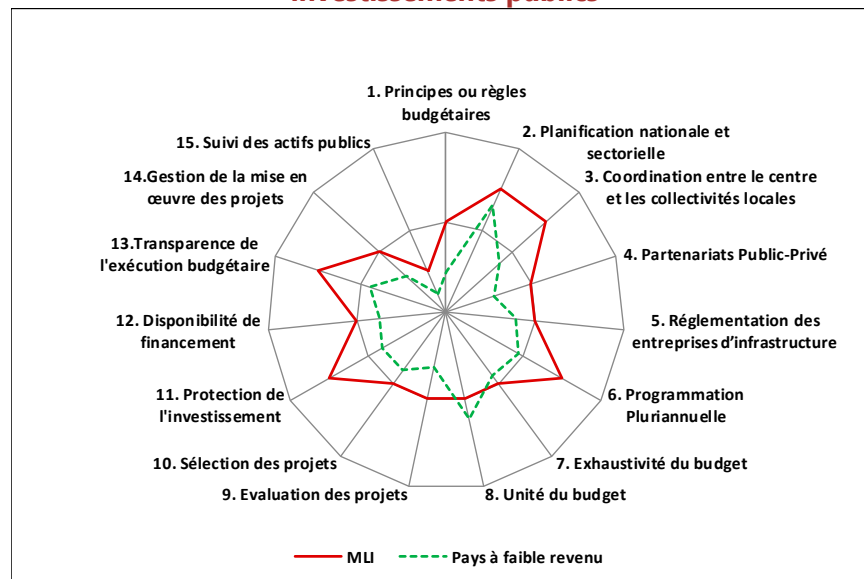 investissements publics
1. Principes ou règles
budgétaires
2. Planification nationale et
sectorielle
3. Coordination entre le centre
et les collectivités locales
4. Partenariats Public-Privé
5. Réglementation des
entreprises d'infrastructure
6. Programmation
Pluriannuelle
7. Exhaustivité du budget
8. Unité du budget
9. Evaluation des projets
10. Sélection des projets
11. Protection de
l'investissement
12. Disponibilité de
financement
13.Transparence de
l'exécution budgétaire
14.Gestion de la mise en
œuvre des projets
15. Suivi des actifs publics
MLI
Pays à faible revenu